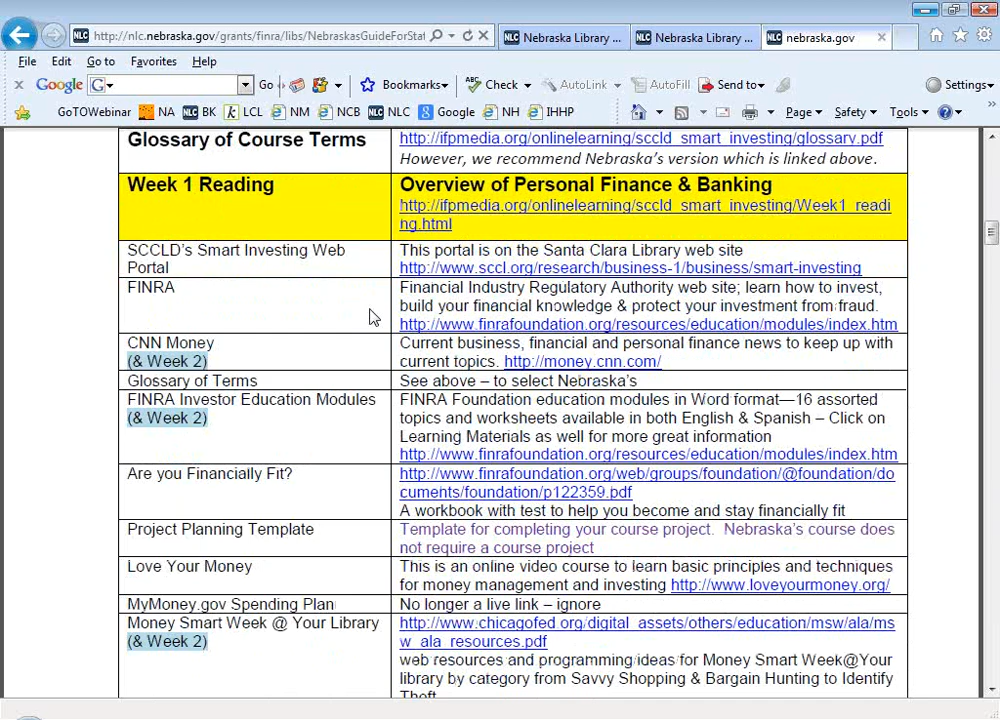 http://nlc.nebraska.gov/grants/finra/libs/NebraskasGuideForStaf
Nebraska Library ...
Nebraska Library ...
nebraska.gov
File Edit Go to Favorites Help
Google
Go
Bookmarks
Check
AutoLink
AutoFill
Send to
Settings
GoTOWebinar NA BK LCL NM NCB NLC Google NH IHHP
Page Safety Tools
Glossary of Course Terms
http://ifpmedia.org/onlinelearning/sccld_smart_investing/glossary.pdf
However, we recommend Nebraska's version which is linked above.
Week 1 Reading
Overview of Personal Finance & Banking
http://ifpmedia.org/onlinelearning/sccld_smart_investing/Week1_readi
ng.html
SCCLD's Smart Investing Web
Portal
This portal is on the Santa Clara Library web site
http://www.sccl.org/research/business-1/business/smart-investing
FINRA
Financial Industry Regulatory Authority web site; learn how to invest,
build your financial knowledge & protect your investment from fraud.
http://www.finrafoundation.org/resources/education/modules/index.htm
CNN Money
(& Week 2)
Current business, financial and personal finance news to keep up with
current topics. http://money.cnn.com/
Glossary of Terms
See above – to select Nebraska's
FINRA Investor Education Modules
(& Week 2)
FINRA Foundation education modules in Word format—16 assorted
topics and worksheets available in both English & Spanish – Click on
Learning Materials as well for more great information
http://www.finrafoundation.org/resources/education/modules/index.htm
Are you Financially Fit?
http://www.finrafoundation.org/web/groups/foundation/@foundation/do
cuments/foundation/p122359.pdf
A workbook with test to help you become and stay financially fit
Project Planning Template
Template for completing your course project. Nebraska's course does
not require a course project
Love Your Money
This is an online video course to learn basic principles and techniques
for money management and investing http://www.loveyourmoney.org/
MyMoney.gov Spending Plan
No longer a live link – ignore
Money Smart Week @ Your Library
(& Week 2)
http://www.chicagofed.org/digital_assets/others/education/msw/ala/ms
w_ala_resources.pdf
web resources and programming ideas for Money Smart Week@Your
library by category from Savvy Shopping & Bargain Hunting to Identify
Theft